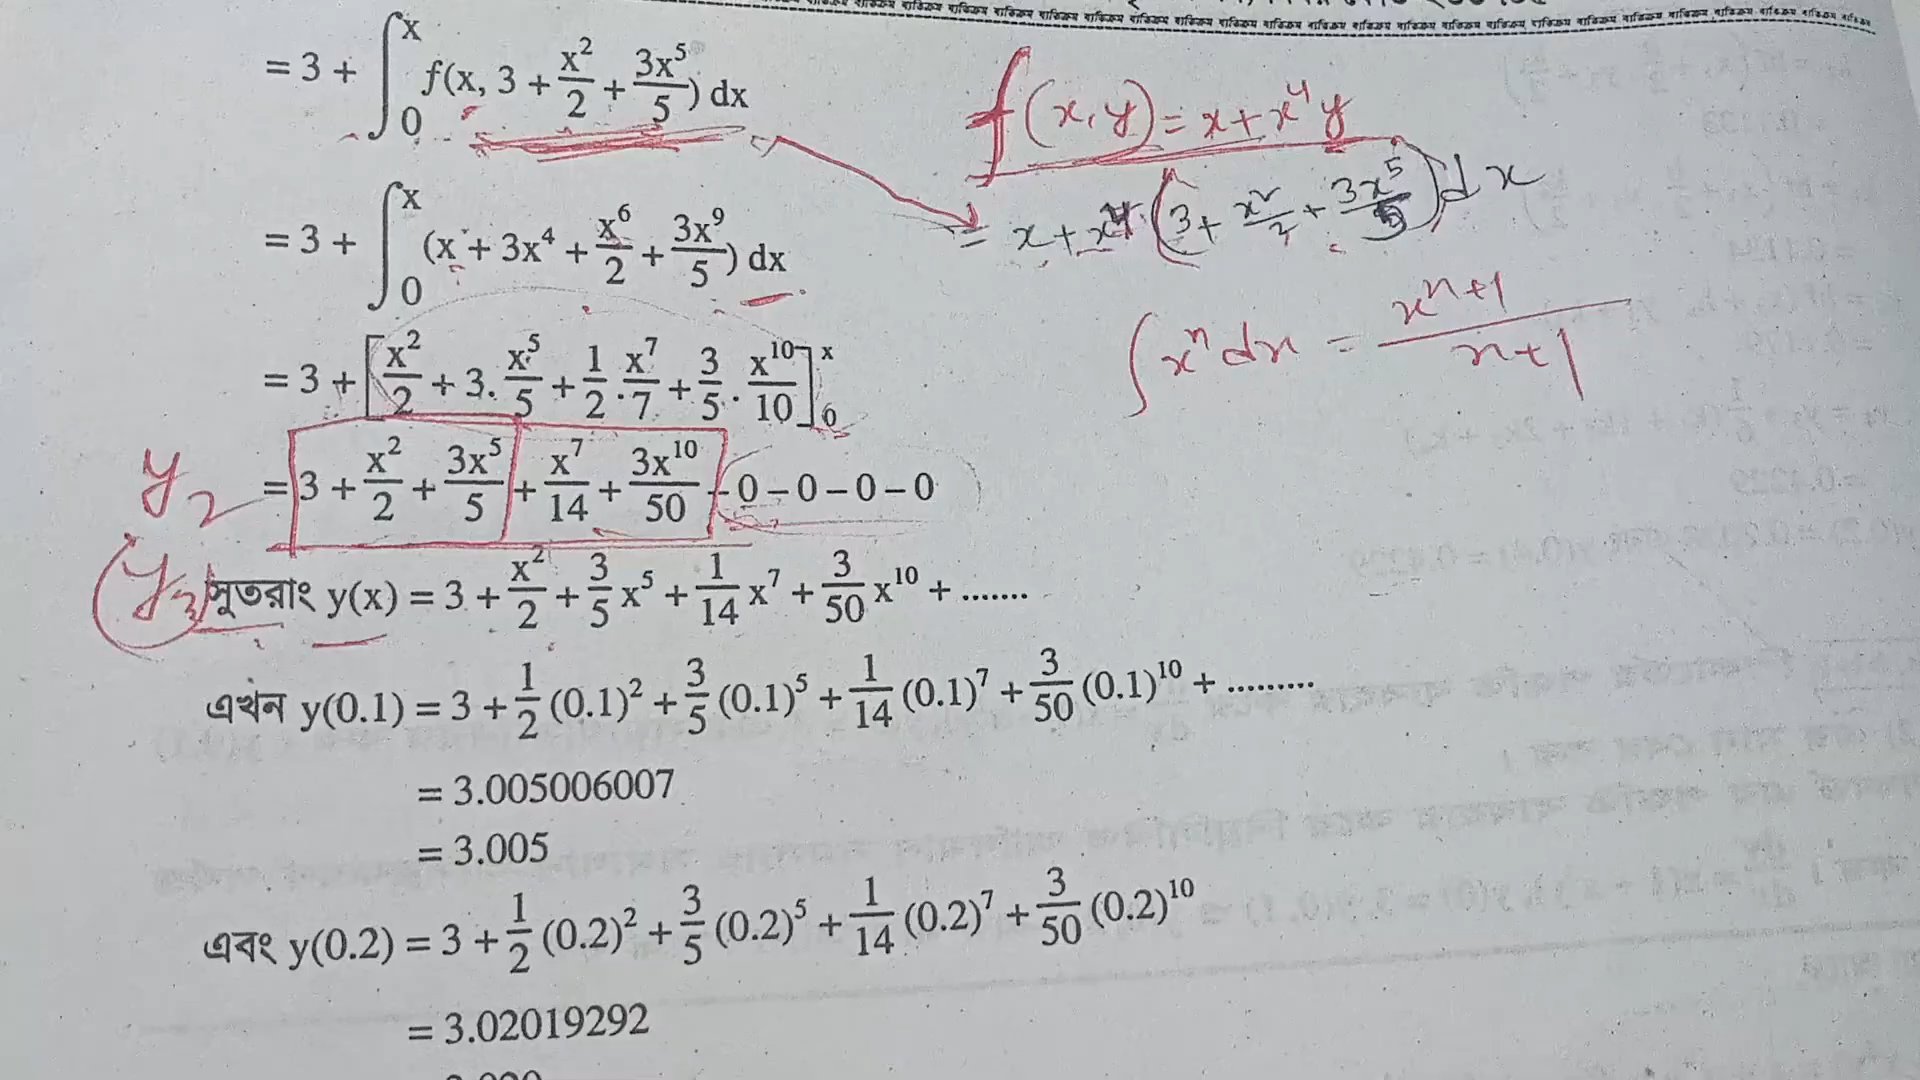 = 3 + ∫₀ˣ f(x, 3 + x²/2 + 3x⁵/5) dx
f(x,y) = x + x⁴y
= x + x⁴ (3 + x²/2 + 3x⁵/5) dx
= 3 + ∫₀ˣ (x + 3x⁴ + x⁶/2 + 3x⁹/5) dx
∫xⁿdx = xⁿ⁺¹/n+1
= 3 + [x²/2 + 3. x⁵/5 + 1/2 . x⁷/7 + 3/5 . x¹⁰/10]₀ˣ
y₂ = 3 + x²/2 + 3x⁵/5 + x⁷/14 + 3x¹⁰/50 - 0 – 0 – 0 – 0
y₃ সুতরাং y(x) = 3 + x²/2 + 3/5 x⁵ + 1/14 x⁷ + 3/50 x¹⁰ + .......
এখন y(0.1) = 3 + 1/2 (0.1)² + 3/5 (0.1)⁵ + 1/14 (0.1)⁷ + 3/50 (0.1)¹⁰ + .........
= 3.005006007
= 3.005
এবং y(0.2) = 3 + 1/2 (0.2)² + 3/5 (0.2)⁵ + 1/14 (0.2)⁷ + 3/50 (0.2)¹⁰
= 3.02019292